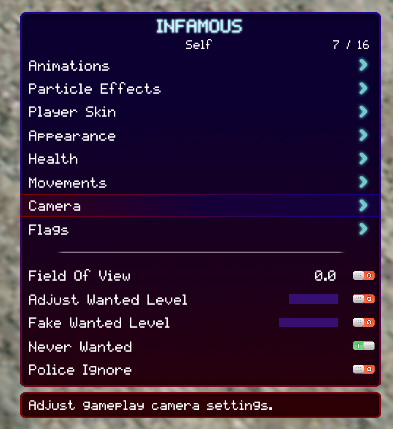 INFAMOUS
Self 7 / 16
Animations
Particle Effects
Player Skin
Appearance
Health
Movements
Camera
Flags
Field Of View 0.0
Adjust Wanted Level
Fake Wanted Level
Never Wanted
Police Ignore
Adjust gameplay camera settings.